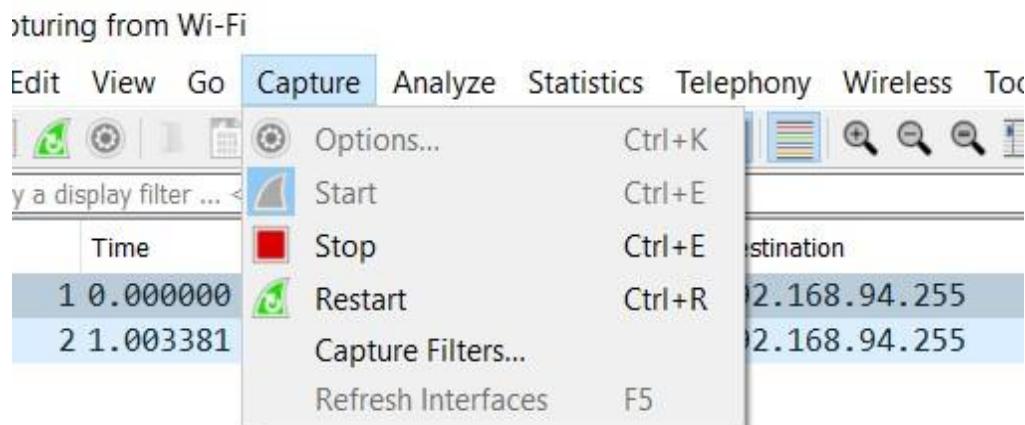 pturing from Wi-Fi
Edit View Go Capture Analyze Statistics Telephony Wireless Too
Options... Ctrl+K
y a display filter ... <
Start Ctrl+E
Time Stop Ctrl+E estination
1 0.000000 Restart Ctrl+R 92.168.94.255
2 1.003381 Capture Filters... 92.168.94.255
Refresh Interfaces F5